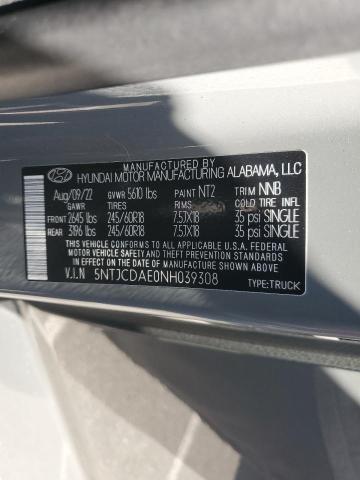 MANUFACTURED BY
HYUNDAI MOTOR MANUFACTURING ALABAMA, LLC
Aug/09/22 GVWR 5610 lbs PAINT NT2 TRIM NNB
GAWR TIRES RIMS COLD TIRE INFL
FRONT 2645 lbs 245/60R18 7.5JX18 35 psi SINGLE
REAR 3196 lbs 245/60R18 7.5JX18 35 psi SINGLE
THIS VEHICLE CONFORMS TO ALL APPLICABLE U.S.A. FEDERAL
MOTOR VEHICLE SAFETY AND THEFT PREVENTION STANDARDS
IN EFFECT ON THE DATE OF MANUFACTURE SHOWN ABOVE.
V.I.N 5NTJCDAE0NH039308
TYPE:TRUCK